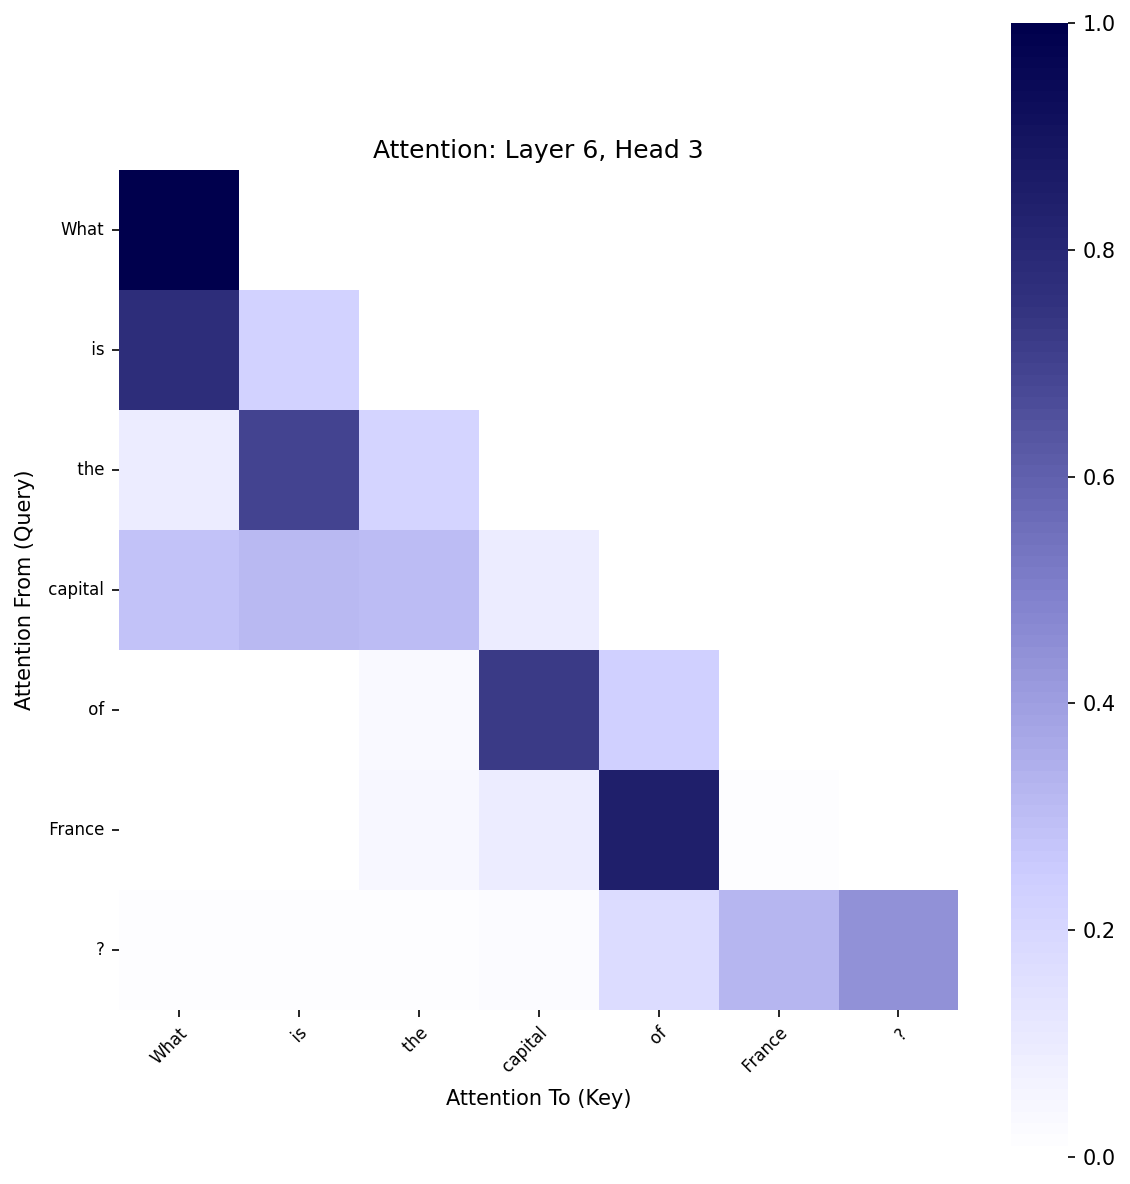 Attention: Layer 6, Head 3
1.0
0.8
0.6
0.4
0.2
0.0
Attention From (Query)
What
is
the
capital
of
France
?
What
is
the
capital
of
France
?
Attention To (Key)